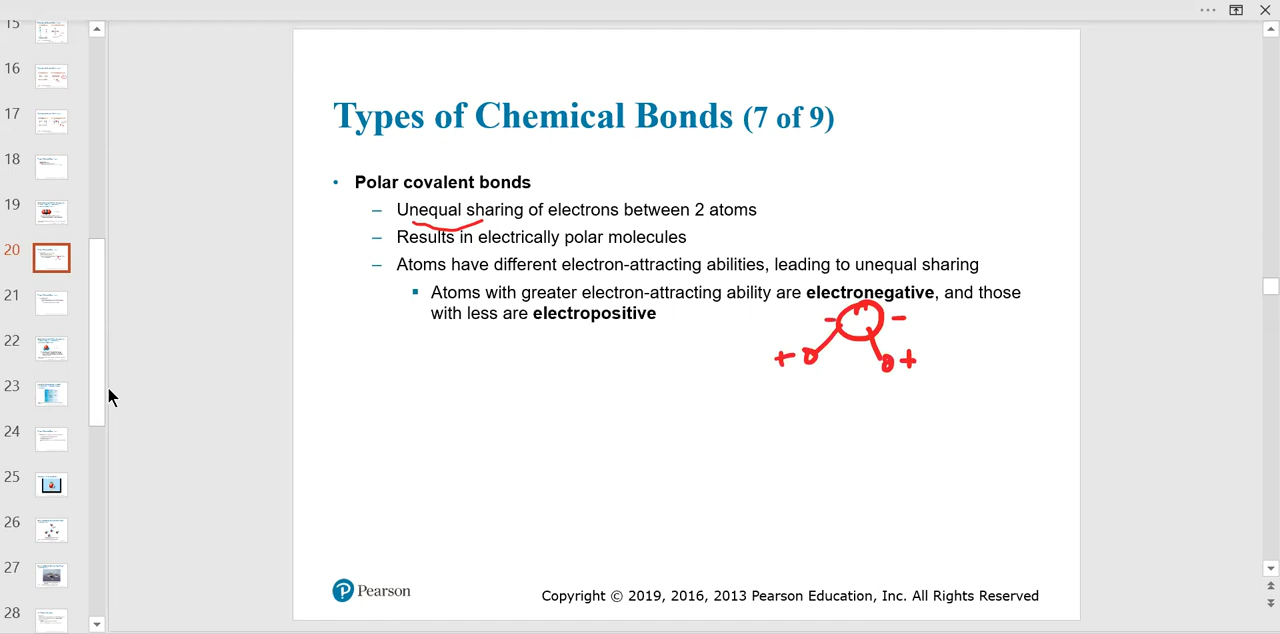 15
16
17
18
19
20
21
22
23
24
25
26
27
28
Types of Chemical Bonds (7 of 9)
• Polar covalent bonds
– Unequal sharing of electrons between 2 atoms
– Results in electrically polar molecules
– Atoms have different electron-attracting abilities, leading to unequal sharing
▪ Atoms with greater electron-attracting ability are electronegative, and those
with less are electropositive
- -
+ +
P Pearson
Copyright © 2019, 2016, 2013 Pearson Education, Inc. All Rights Reserved